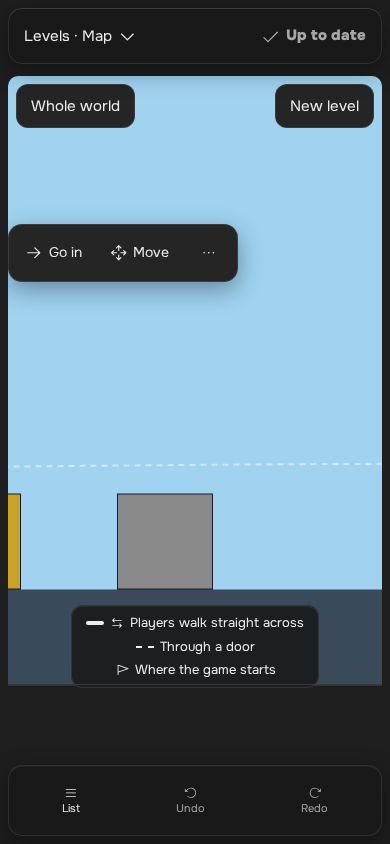 Levels · Map
Up to date
Whole world
New level
Go in
Move
···
Players walk straight across
Through a door
Where the game starts
List
Undo
Redo